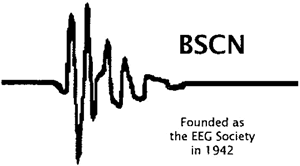 BSCN
Founded as
the EEG Society
in 1942